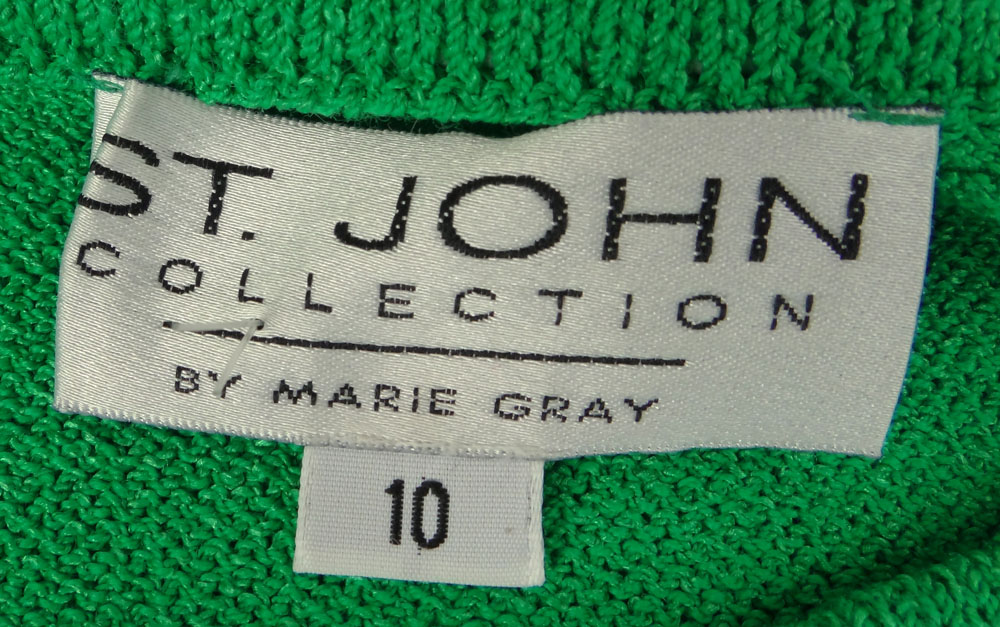 ST. JOHN
COLLECTION
BY MARIE GRAY
10